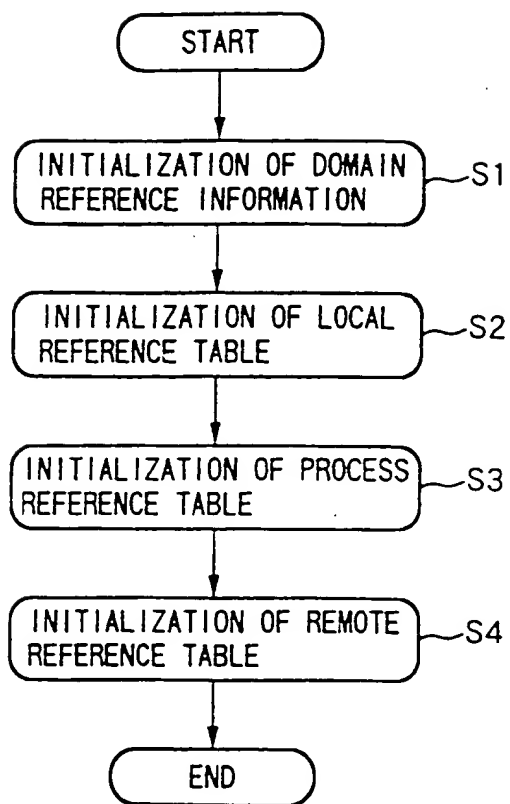 START
INITIALIZATION OF DOMAIN
REFERENCE INFORMATION
S1
INITIALIZATION OF LOCAL
REFERENCE TABLE
S2
INITIALIZATION OF PROCESS
REFERENCE TABLE
S3
INITIALIZATION OF REMOTE
REFERENCE TABLE
S4
END